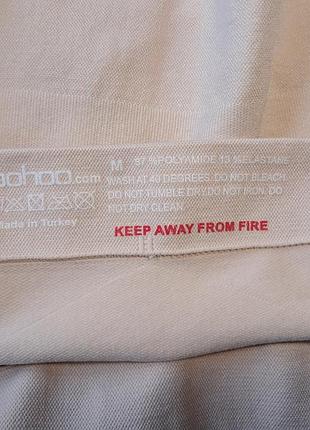 oohoo.com M 87 %POLYAMIDE 13 %ELASTANE
WASH AT 40 DEGREES. DO NOT BLEACH.
DO NOT TUMBLE DRY.DO NOT IRON. DO
NOT DRY CLEAN.
Made in Turkey
KEEP AWAY FROM FIRE